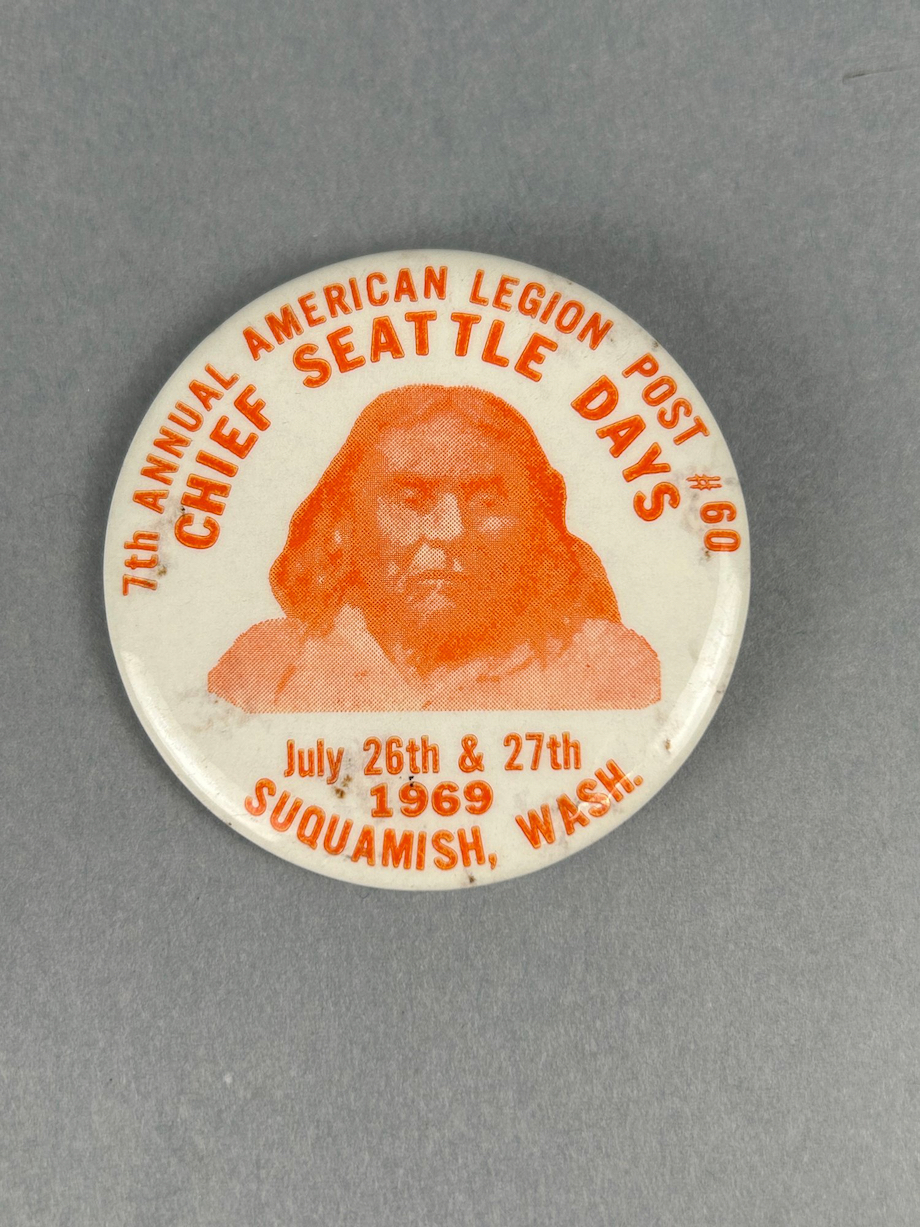 7th ANNUAL AMERICAN LEGION POST #60
CHIEF SEATTLE DAYS
July 26th & 27th
1969
SUQUAMISH, WASH.